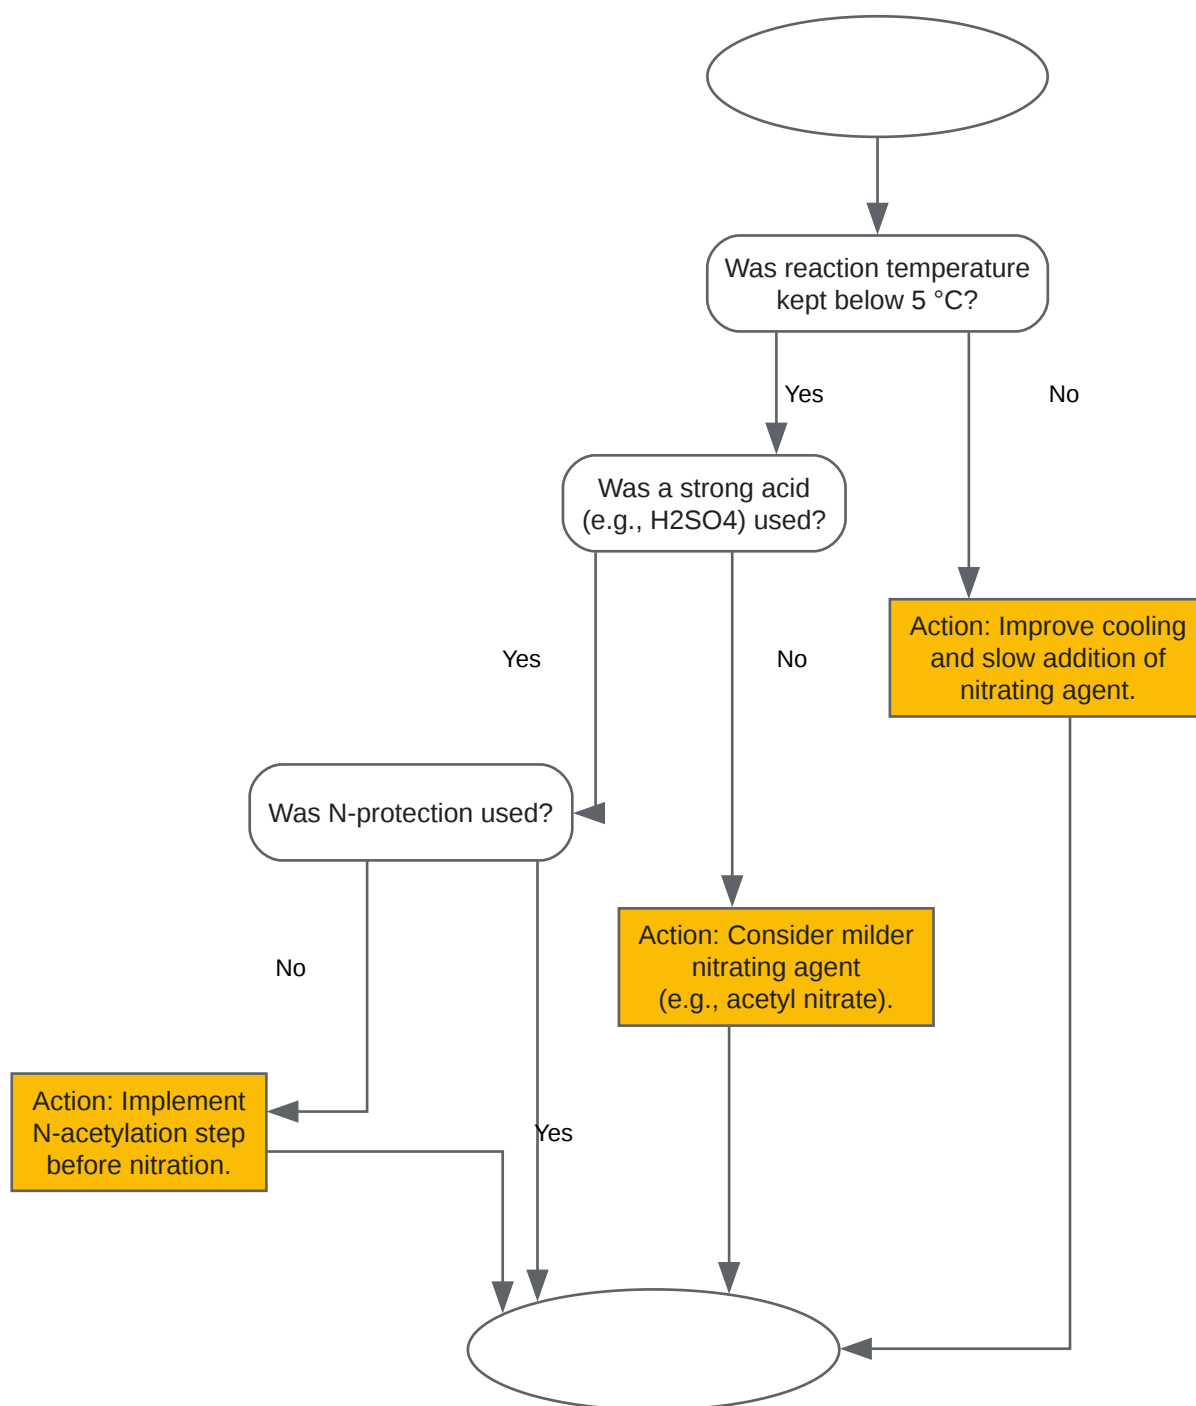 Was reaction temperature
kept below 5 °C?
Yes
No
Was a strong acid
(e.g., H2SO4) used?
Yes
No
Action: Improve cooling
and slow addition of
nitrating agent.
Was N-protection used?
No
Yes
Action: Consider milder
nitrating agent
(e.g., acetyl nitrate).
Action: Implement
N-acetylation step
before nitration.